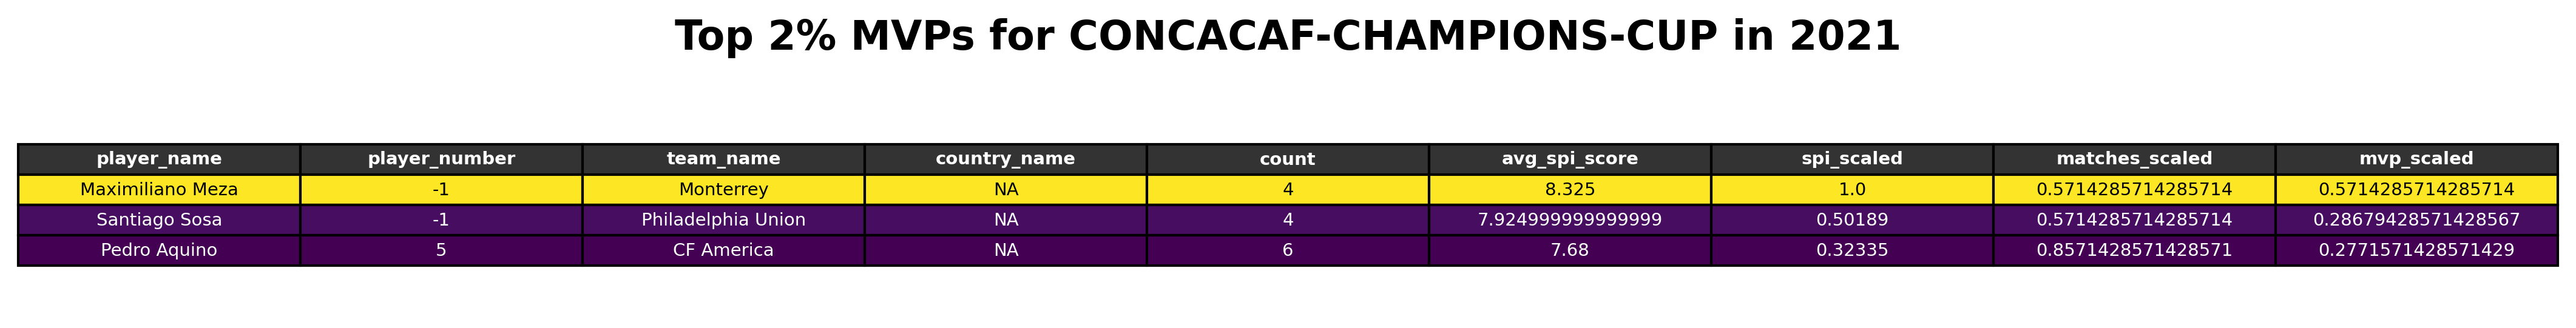 Top 2% MVPs for CONCACAF-CHAMPIONS-CUP in 2021
player_name player_number team_name country_name count avg_spi_score spi_scaled matches_scaled mvp_scaled
Maximiliano Meza -1 Monterrey NA 4 8.325 1.0 0.5714285714285714 0.5714285714285714
Santiago Sosa -1 Philadelphia Union NA 4 7.924999999999999 0.50189 0.5714285714285714 0.28679428571428567
Pedro Aquino 5 CF America NA 6 7.68 0.32335 0.8571428571428571 0.2771571428571429